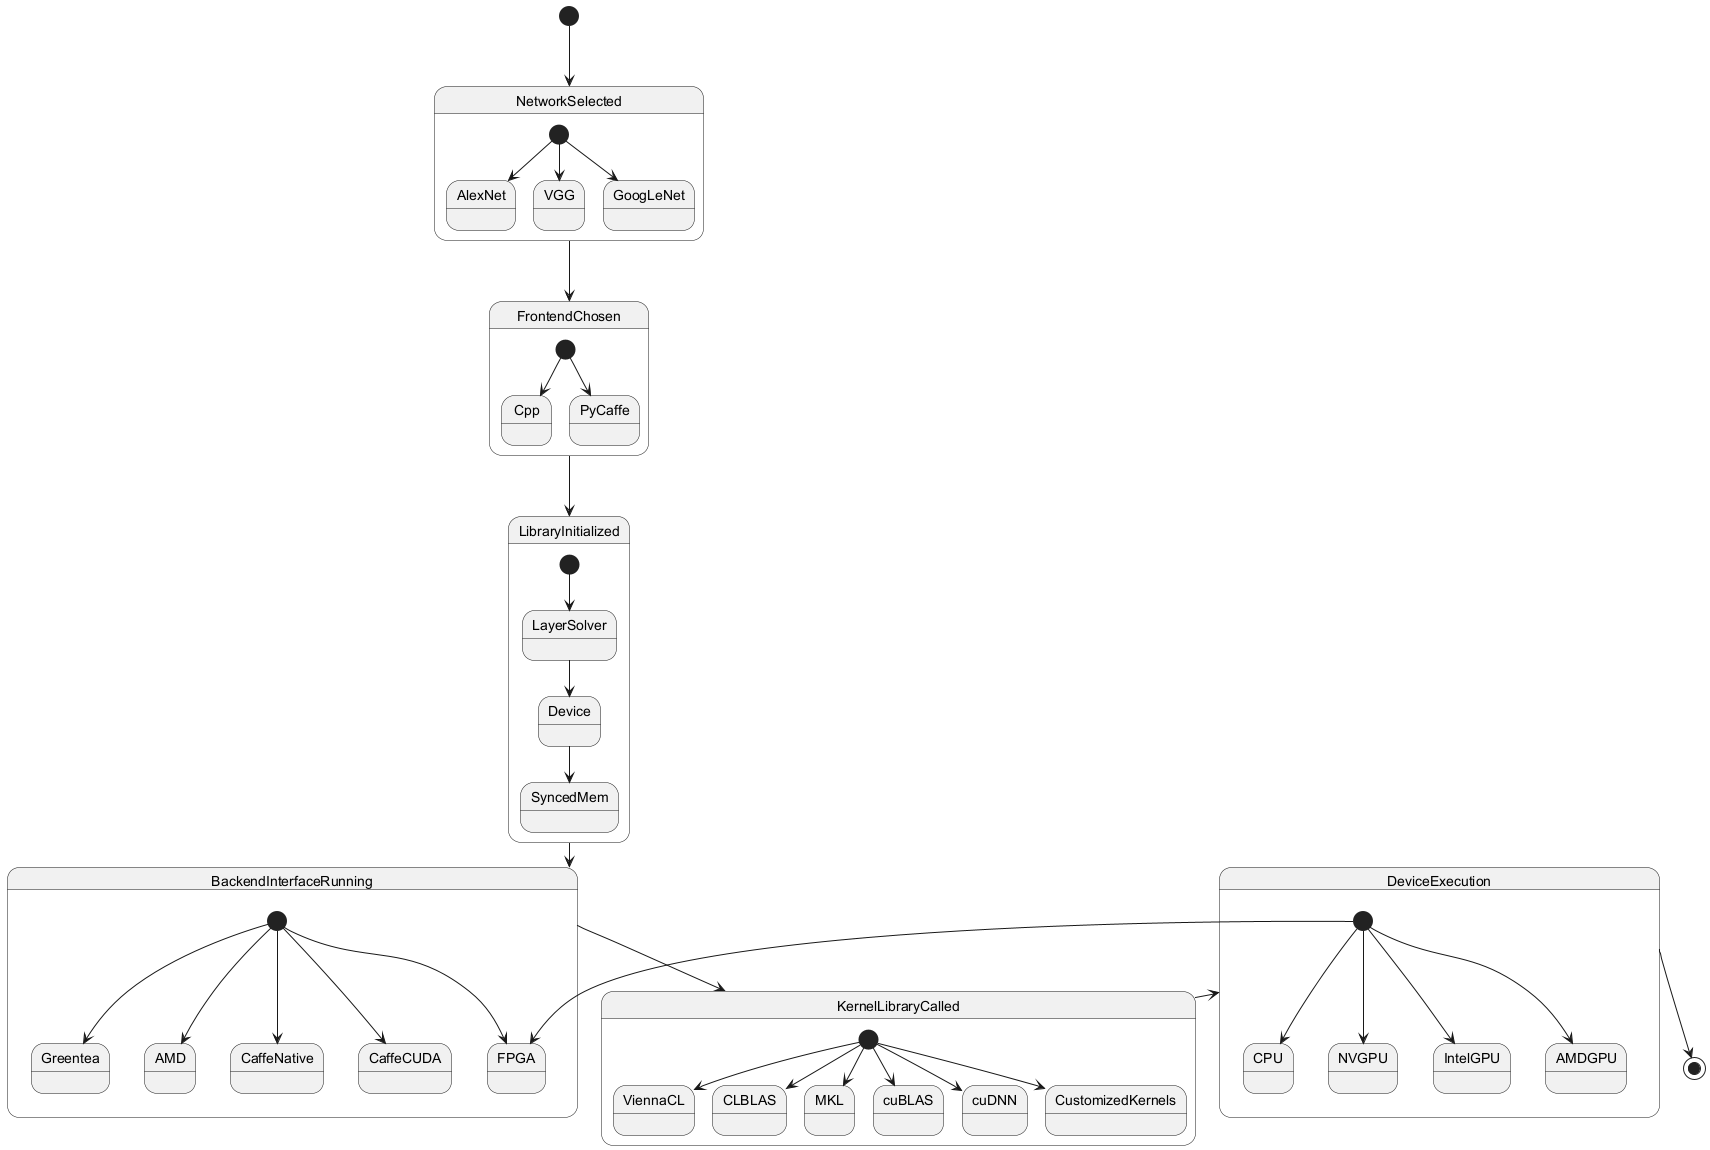 NetworkSelected
AlexNet
VGG
GoogLeNet
FrontendChosen
Cpp
PyCaffe
LibraryInitialized
LayerSolver
Device
SyncedMem
BackendInterfaceRunning
Greentea
AMD
CaffeNative
CaffeCUDA
FPGA
KernelLibraryCalled
ViennaCL
CLBLAS
MKL
cuBLAS
cuDNN
CustomizedKernels
DeviceExecution
CPU
NVGPU
IntelGPU
AMDGPU